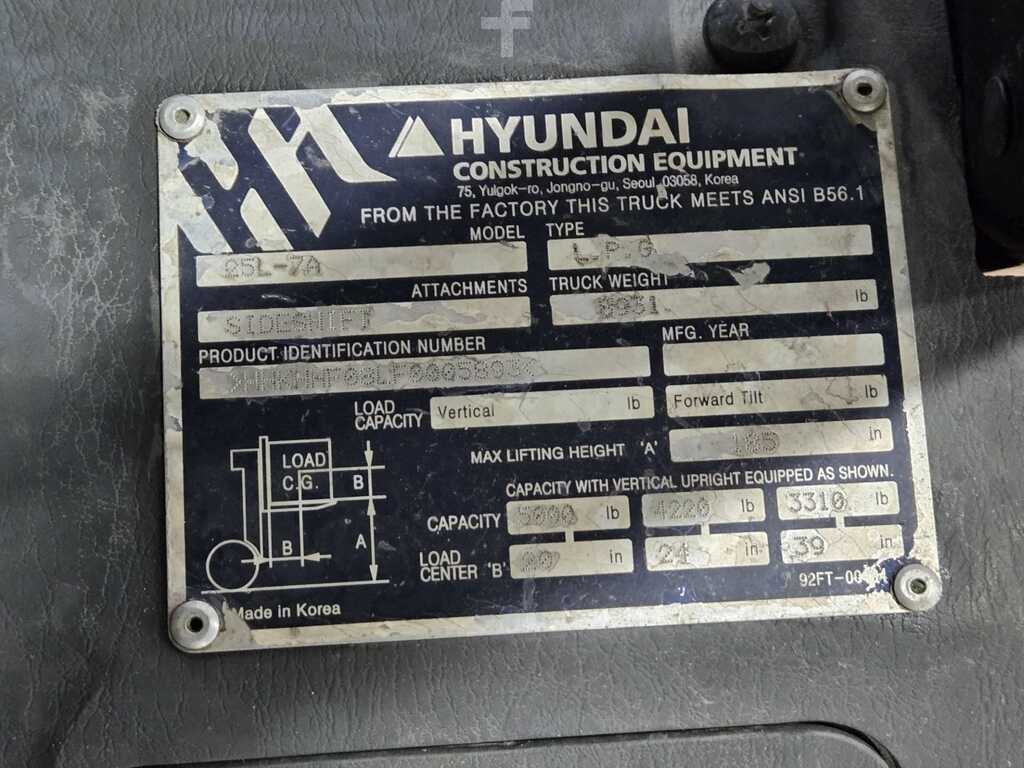 HYUNDAI
CONSTRUCTION EQUIPMENT
75, Yulgok-ro, Jongno-gu, Seoul, 03058, Korea
FROM THE FACTORY THIS TRUCK MEETS ANSI B56.1
MODEL TYPE
25L-7A L.P.G
ATTACHMENTS TRUCK WEIGHT
SIDESHIFT lb
PRODUCT IDENTIFICATION NUMBER MFG. YEAR
LOAD CAPACITY Vertical lb Forward Tilt lb
MAX LIFTING HEIGHT 'A' 185 in
CAPACITY WITH VERTICAL UPRIGHT EQUIPPED AS SHOWN.
CAPACITY 5000 lb 4220 lb 3310 lb
LOAD CENTER 'B' in 24 in 39 in
LOAD
C.G. B
B A
Made in Korea